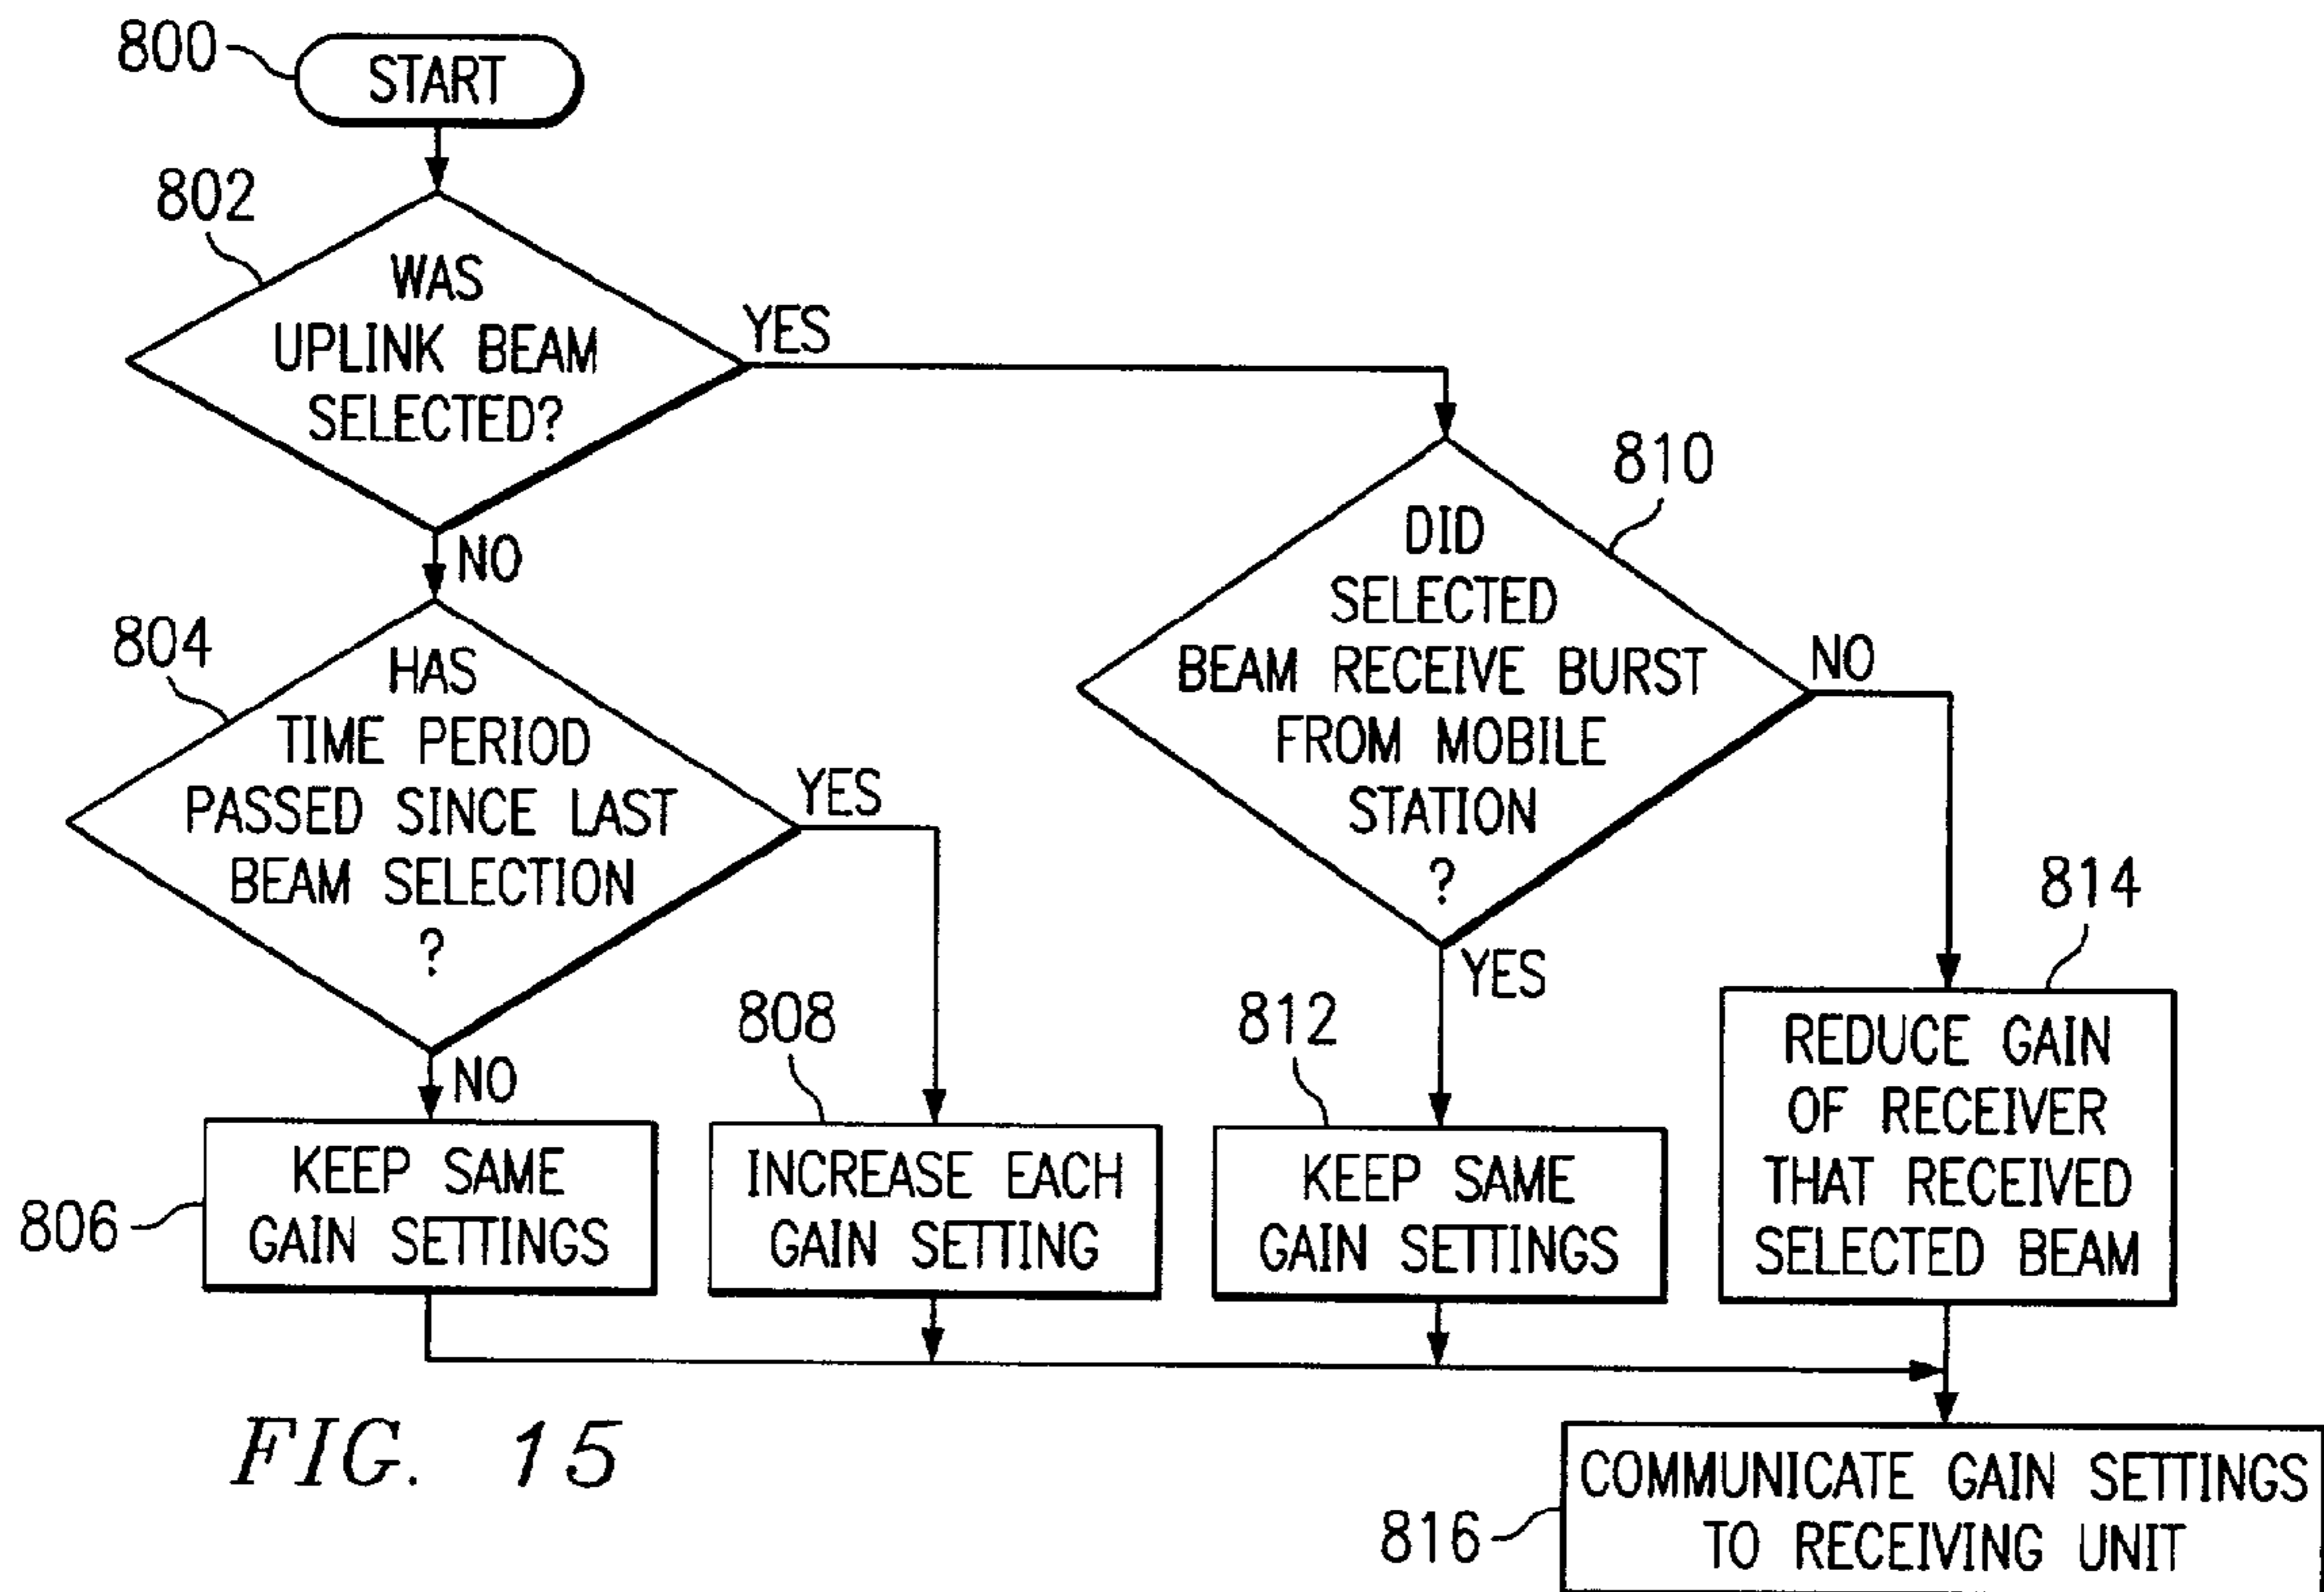 800
START
802
WAS
UPLINK BEAM
SELECTED?
YES
NO
810
DID
SELECTED
BEAM RECEIVE BURST
FROM MOBILE
STATION
?
NO
YES
804
HAS
TIME PERIOD
PASSED SINCE LAST
BEAM SELECTION
?
YES
NO
806
KEEP SAME
GAIN SETTINGS
808
INCREASE EACH
GAIN SETTING
812
KEEP SAME
GAIN SETTINGS
814
REDUCE GAIN
OF RECEIVER
THAT RECEIVED
SELECTED BEAM
816
COMMUNICATE GAIN SETTINGS
TO RECEIVING UNIT
FIG. 15